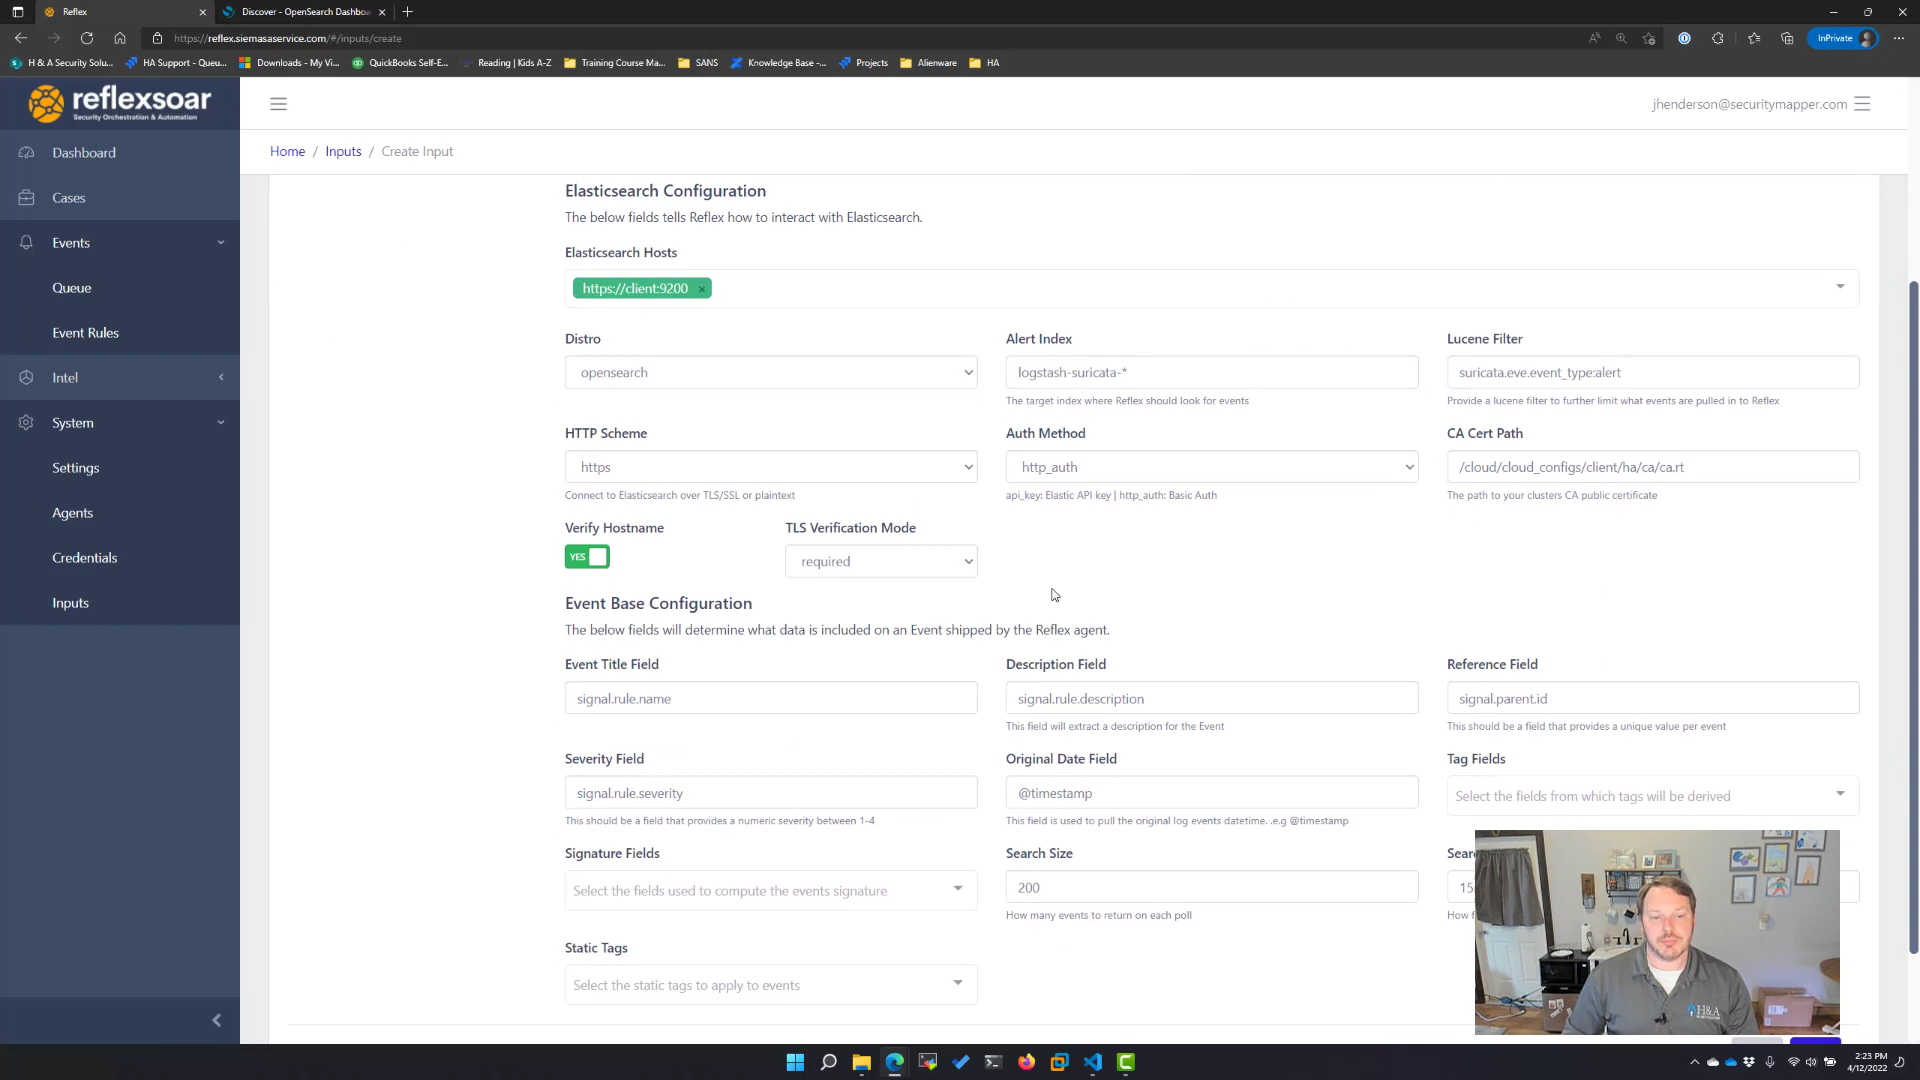 Reflex
Discover - OpenSearch Dashboa
https://reflex.siemasaservice.com/#/inputs/create
InPrivate
H & A Security Solu...
HA Support - Queu...
Downloads - My Vi...
QuickBooks Self-E...
Reading | Kids A-Z
Training Course Ma...
SANS
Knowledge Base -...
Projects
Alienware
HA
reflexsoar
Security Orchestration & Automation
jhenderson@securitymapper.com
Dashboard
Cases
Events
Queue
Event Rules
Intel
System
Settings
Agents
Credentials
Inputs
Home / Inputs / Create Input
Elasticsearch Configuration
The below fields tells Reflex how to interact with Elasticsearch.
Elasticsearch Hosts
https://client:9200 ×
Distro
Alert Index
Lucene Filter
opensearch
logstash-suricata-*
suricata.eve.event_type:alert
The target index where Reflex should look for events
Provide a lucene filter to further limit what events are pulled in to Reflex
HTTP Scheme
Auth Method
CA Cert Path
https
http_auth
/cloud/cloud_configs/client/ha/ca/ca.rt
Connect to Elasticsearch over TLS/SSL or plaintext
api_key: Elastic API key | http_auth: Basic Auth
The path to your clusters CA public certificate
Verify Hostname
TLS Verification Mode
YES
required
Event Base Configuration
The below fields will determine what data is included on an Event shipped by the Reflex agent.
Event Title Field
Description Field
Reference Field
signal.rule.name
signal.rule.description
signal.parent.id
This field will extract a description for the Event
This should be a field that provides a unique value per event
Severity Field
Original Date Field
Tag Fields
signal.rule.severity
@timestamp
Select the fields from which tags will be derived
This should be a field that provides a numeric severity between 1-4
This field is used to pull the original log events datetime. .e.g @timestamp
Signature Fields
Search Size
Sear
Select the fields used to compute the events signature
200
15
How many events to return on each poll
How f
Static Tags
Select the static tags to apply to events
H&A
2:23 PM
4/12/2022